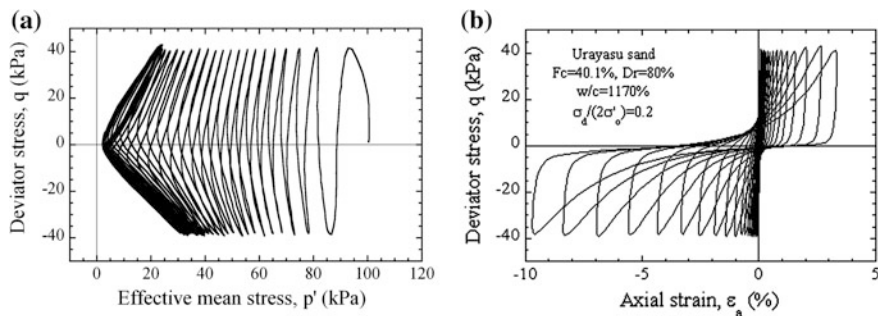 (a)
40
20
0
-20
-40
Deviator stress, q (kPa)
0 20 40 60 80 100 120
Effective mean stress, p' (kPa)
(b)
40
20
0
-20
-40
Deviator stress, q (kPa)
Urayasu sand
Fc=40.1%, Dr=80%
w/c=1170%
σd/(2σ'o)=0.2
-10 -5 0 5
Axial strain, εa (%)